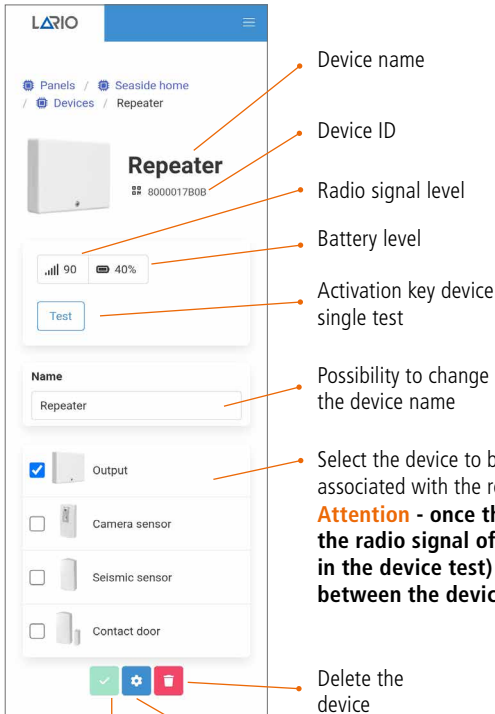 LARIO
Panels / Seaside home
/ Devices / Repeater
Repeater
8000017B0B
90 40%
Test
Name
Repeater
Output
Camera sensor
Seismic sensor
Contact door
Device name
Device ID
Radio signal level
Battery level
Activation key device
single test
Possibility to change
the device name
Select the device to
associated with the
Attention - once
the radio signal of
in the device test)
between the
Delete the
device